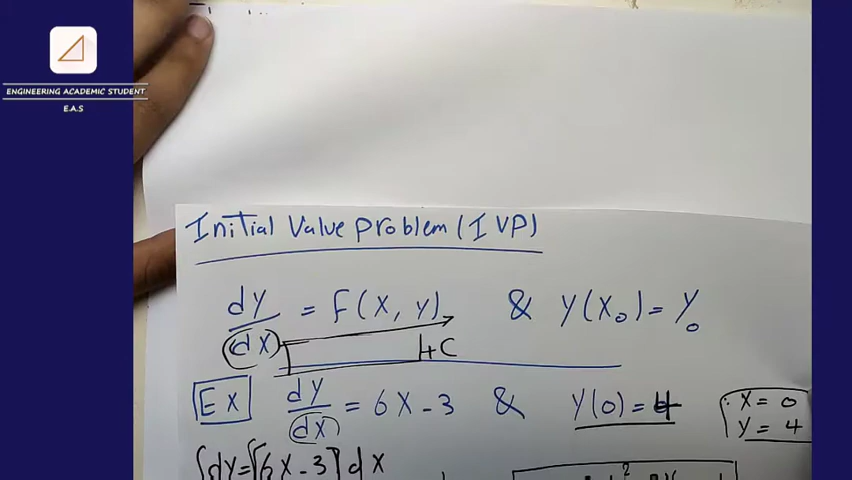 ENGINEERING ACADEMIC STUDENT
E.A.S
Initial Value Problem (IVP)
dy/dx = F(x, y) & y(x₀) = y₀
+C
Ex dy/dx = 6x - 3 & y(0) = 4
x = 0
y = 4
∫dy = ∫[6x - 3] dx